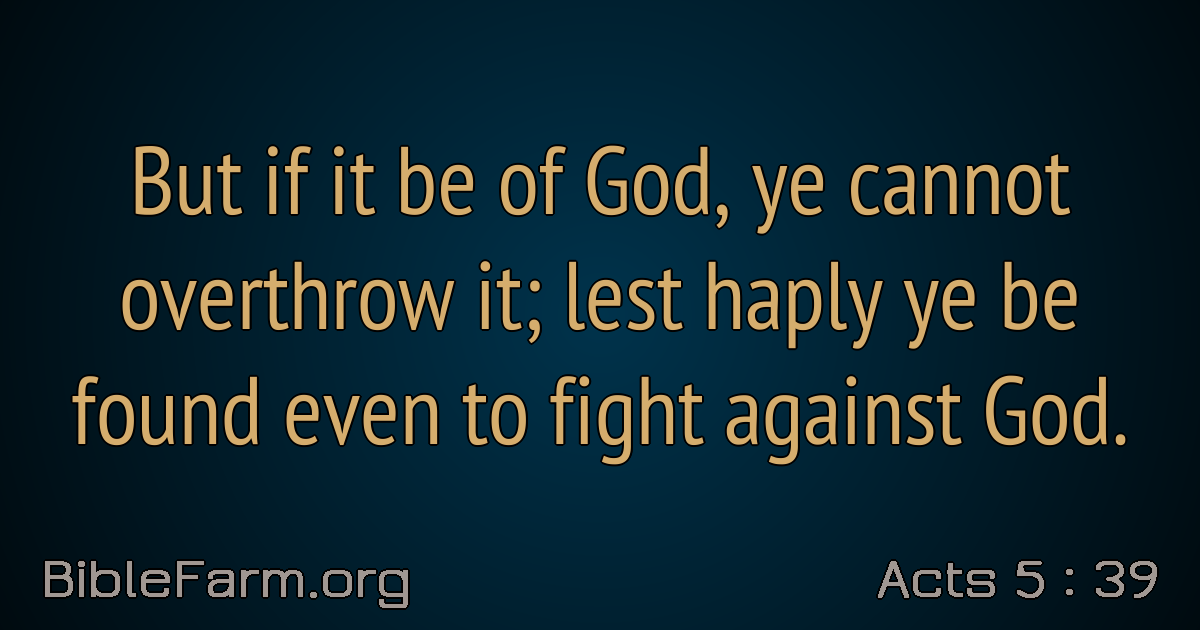 But if it be of God, ye cannot
overthrow it; lest haply ye be
found even to fight against God.
BibleFarm.org
Acts 5 : 39